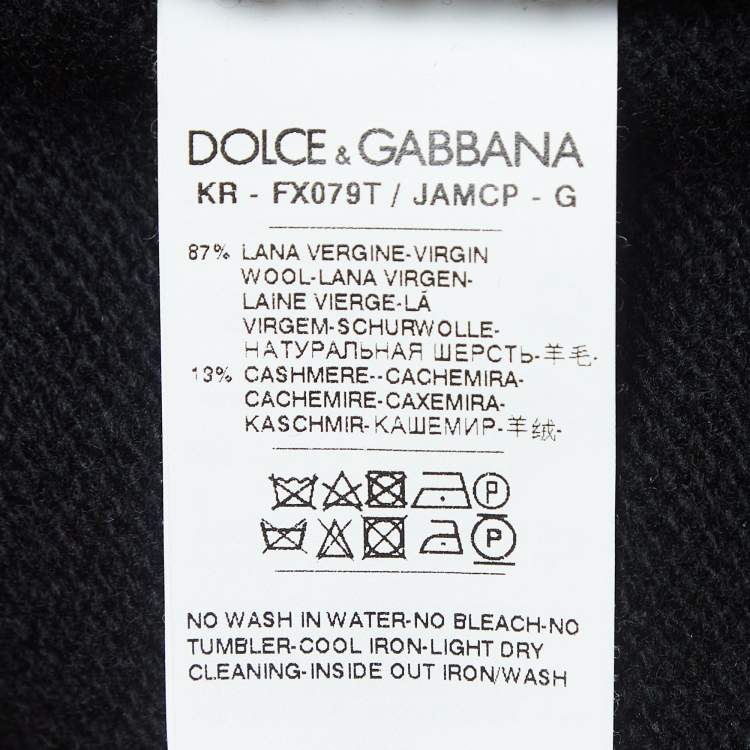 DOLCE & GABBANA
KR - FX079T / JAMCP - G
87% LANA VERGINE-VIRGIN
WOOL-LANA VIRGEN-
LAINE VIERGE-LÃ
VIRGEM-SCHURWOLLE-
НАТУРАЛЬНАЯ ШЕРСТЬ-羊毛-
13% CASHMERE--CACHEMIRA-
CACHEMIRE-CAXEMIRA-
KASCHMIR-КАШЕМИР-羊绒-
P
P
NO WASH IN WATER-NO BLEACH-NO
TUMBLER-COOL IRON-LIGHT DRY
CLEANING-INSIDE OUT IRON/WASH